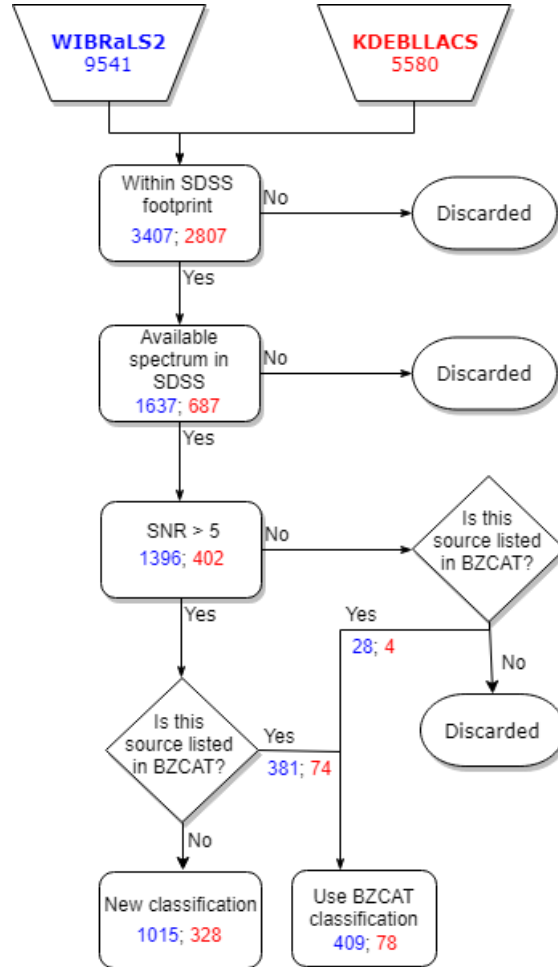 WIBRaLS2
9541
KDEBLLACS
5580
Within SDSS
footprint
3407; 2807
No
Discarded
Yes
Available
spectrum in
SDSS
1637; 687
No
Discarded
Yes
SNR > 5
1396; 402
No
Is this
source listed
in BZCAT?
Yes
Yes
28; 4
No
Discarded
Is this
source listed
in BZCAT?
Yes
381; 74
No
New classification
1015; 328
Use BZCAT
classification
409; 78